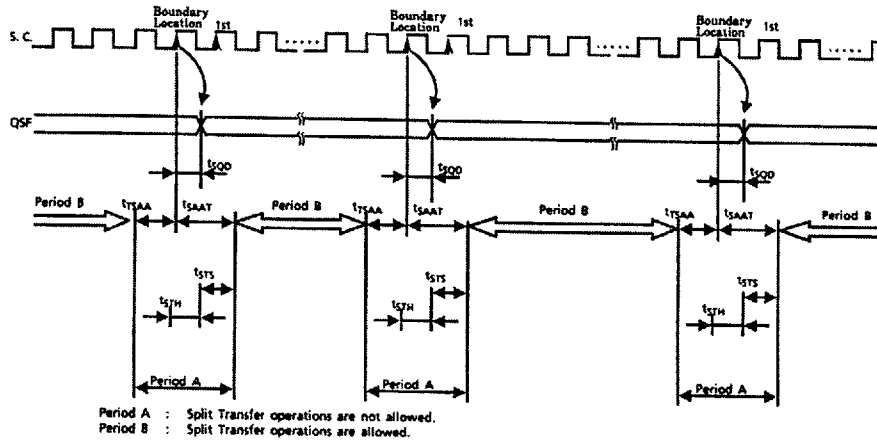 Boundary Location 1st
Boundary Location 1st
Boundary Location 1st
S. C.
QSF
tSQD
tSQD
tSQD
Period B tTSAA tSAAT Period B tTSAA tSAAT Period B tTSAA tSAAT Period B
tSTS
tSTS
tSTS
tSTH
tSTH
tSTH
Period A
Period A
Period A
Period A : Split Transfer operations are not allowed.
Period B : Split Transfer operations are allowed.